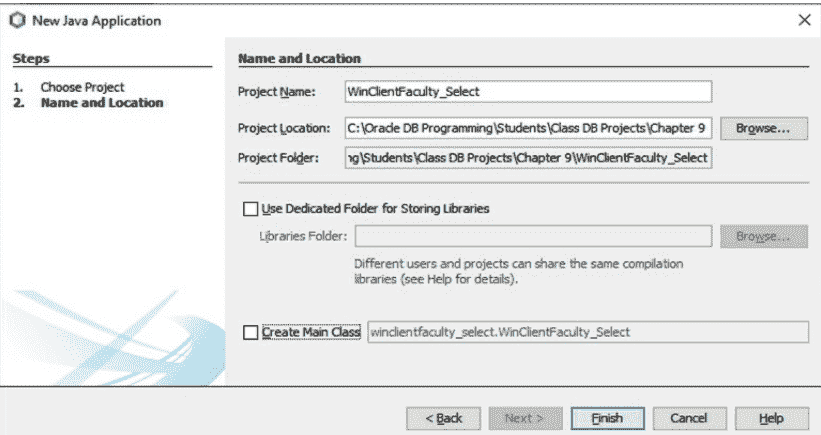 New Java Application
Steps
1. Choose Project
2. Name and Location
Name and Location
Project Name: WinClientFaculty_Select
Project Location: C:\Oracle DB Programming\Students\Class DB Projects\Chapter 9 Browse...
Project Folder: ng\Students\Class DB Projects\Chapter 9\WinClientFaculty_Select
Use Dedicated Folder for Storing Libraries
Libraries Folder: Browse...
Different users and projects can share the same compilation
libraries (see Help for details).
Create Main Class winclientfaculty_select.WinClientFaculty_Select
< Back Next > Finish Cancel Help